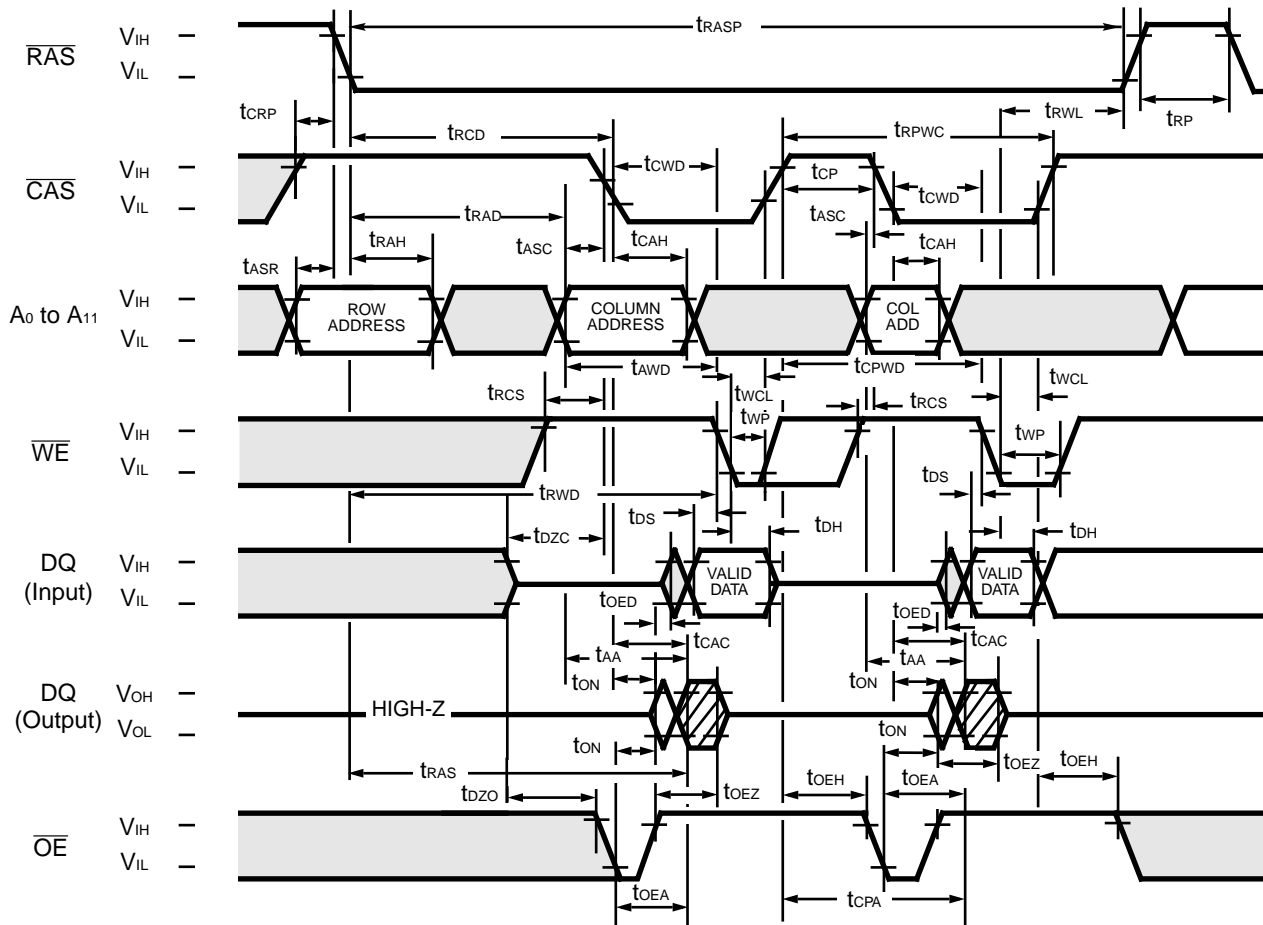 tRASP
RAS
VIH
VIL
tCRP
tRCD
tRWL
tRP
tRPWC
CAS
VIH
VIL
tCWD
tCP
tCWD
tRAD
tRAH
tASR
tASC
tCAH
tASC
tCAH
A0 to A11
VIH
VIL
ROW
ADDRESS
COLUMN
ADDRESS
COL
ADD
tAWD
tCPWD
tRCS
tWCL
tWP
tRCS
tWCL
tWP
WE
VIH
VIL
tRWD
tDZC
tDS
tDH
tDS
tDH
DQ
(Input)
VIH
VIL
VALID
DATA
VALID
DATA
tOED
tCAC
tAA
tON
tOED
tCAC
tAA
tON
DQ
(Output)
VOH
VOL
HIGH-Z
tON
tRAS
tDZO
tOEZ
tOEH
tON
tOEA
tOEZ
tOEH
OE
VIH
VIL
tOEA
tCPA